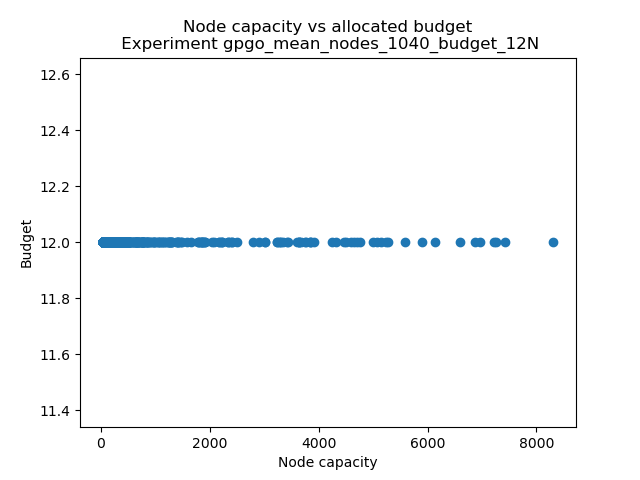 Node capacity vs allocated budget
Experiment gpgo_mean_nodes_1040_budget_12N
12.6
12.4
12.2
12.0
11.8
11.6
11.4
Budget
0 2000 4000 6000 8000
Node capacity